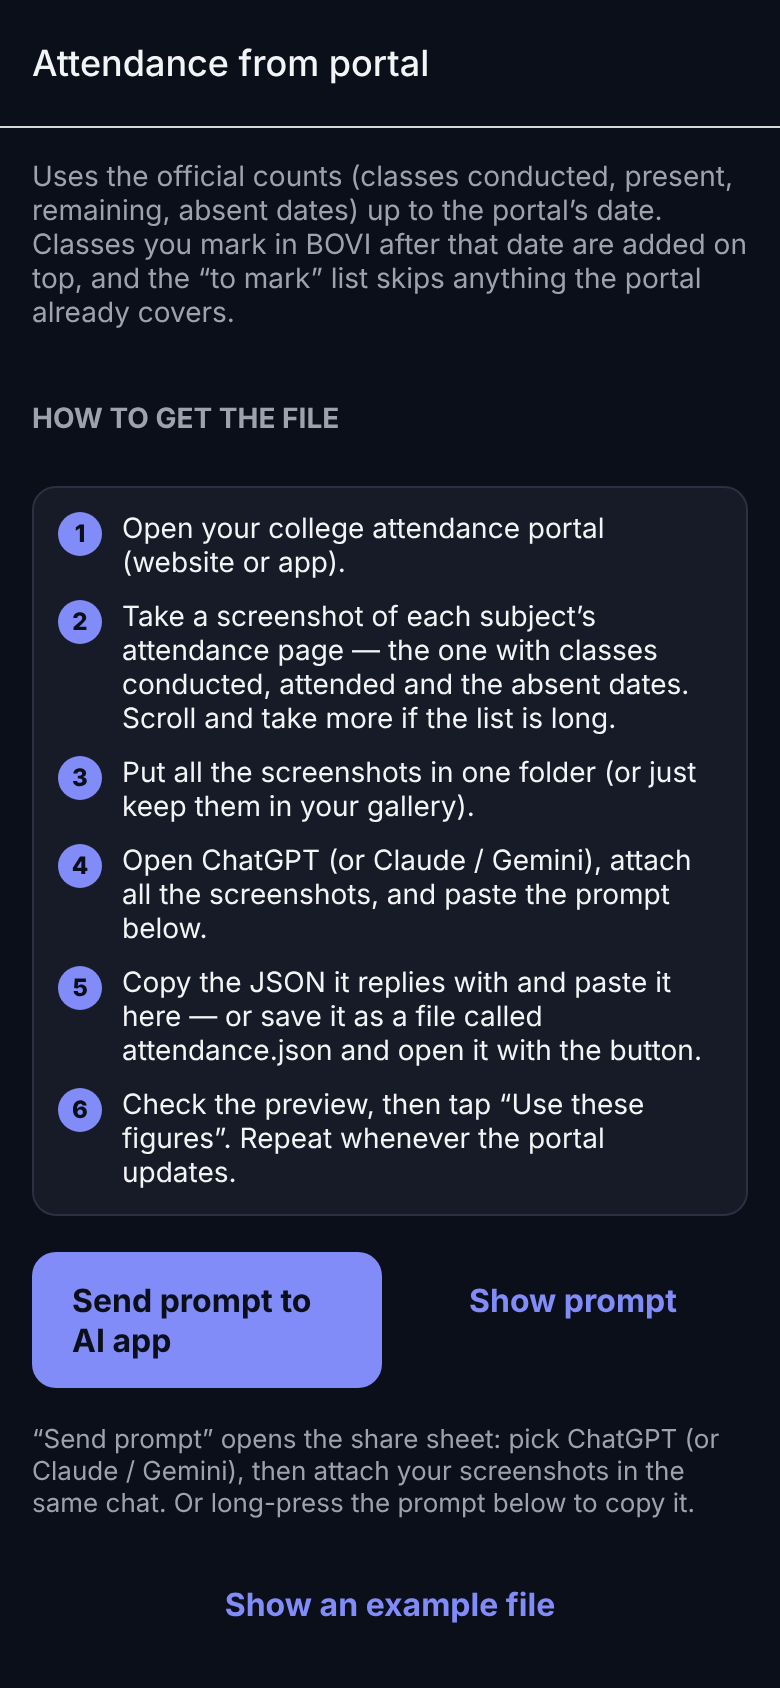 Attendance from portal
Uses the official counts (classes conducted, present,
remaining, absent dates) up to the portal’s date.
Classes you mark in BOVI after that date are added on
top, and the “to mark” list skips anything the portal
already covers.
HOW TO GET THE FILE
1 Open your college attendance portal
(website or app).
2 Take a screenshot of each subject’s
attendance page — the one with classes
conducted, attended and the absent dates.
Scroll and take more if the list is long.
3 Put all the screenshots in one folder (or just
keep them in your gallery).
4 Open ChatGPT (or Claude / Gemini), attach
all the screenshots, and paste the prompt
below.
5 Copy the JSON it replies with and paste it
here — or save it as a file called
attendance.json and open it with the button.
6 Check the preview, then tap “Use these
figures”. Repeat whenever the portal
updates.
Send prompt to
AI app
Show prompt
“Send prompt” opens the share sheet: pick ChatGPT (or
Claude / Gemini), then attach your screenshots in the
same chat. Or long-press the prompt below to copy it.
Show an example file